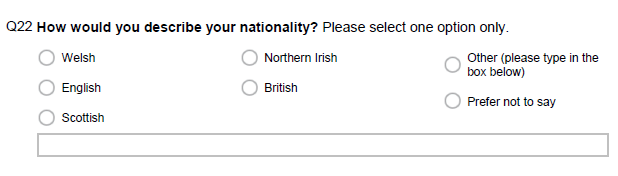 Q22 How would you describe your nationality? Please select one option only.
Welsh
English
Scottish
Northern Irish
British
Other (please type in the
box below)
Prefer not to say